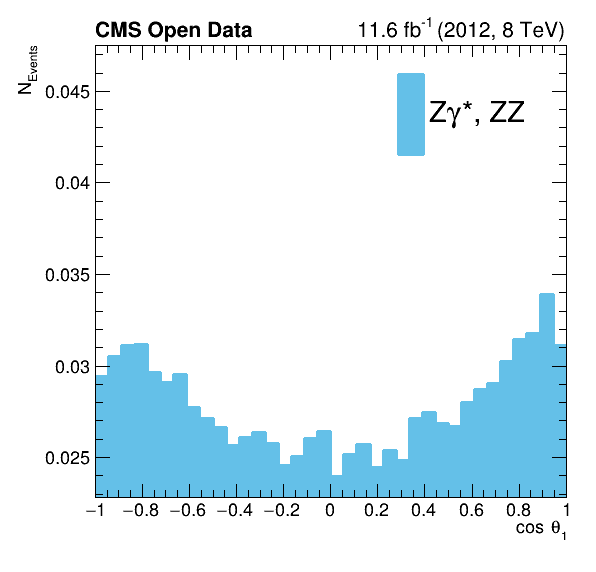 CMS Open Data 11.6 fb-1 (2012, 8 TeV)
NEvents
Zγ*, ZZ
0.045
0.04
0.035
0.03
0.025
−1 −0.8 −0.6 −0.4 −0.2 0 0.2 0.4 0.6 0.8 1
cos θ1